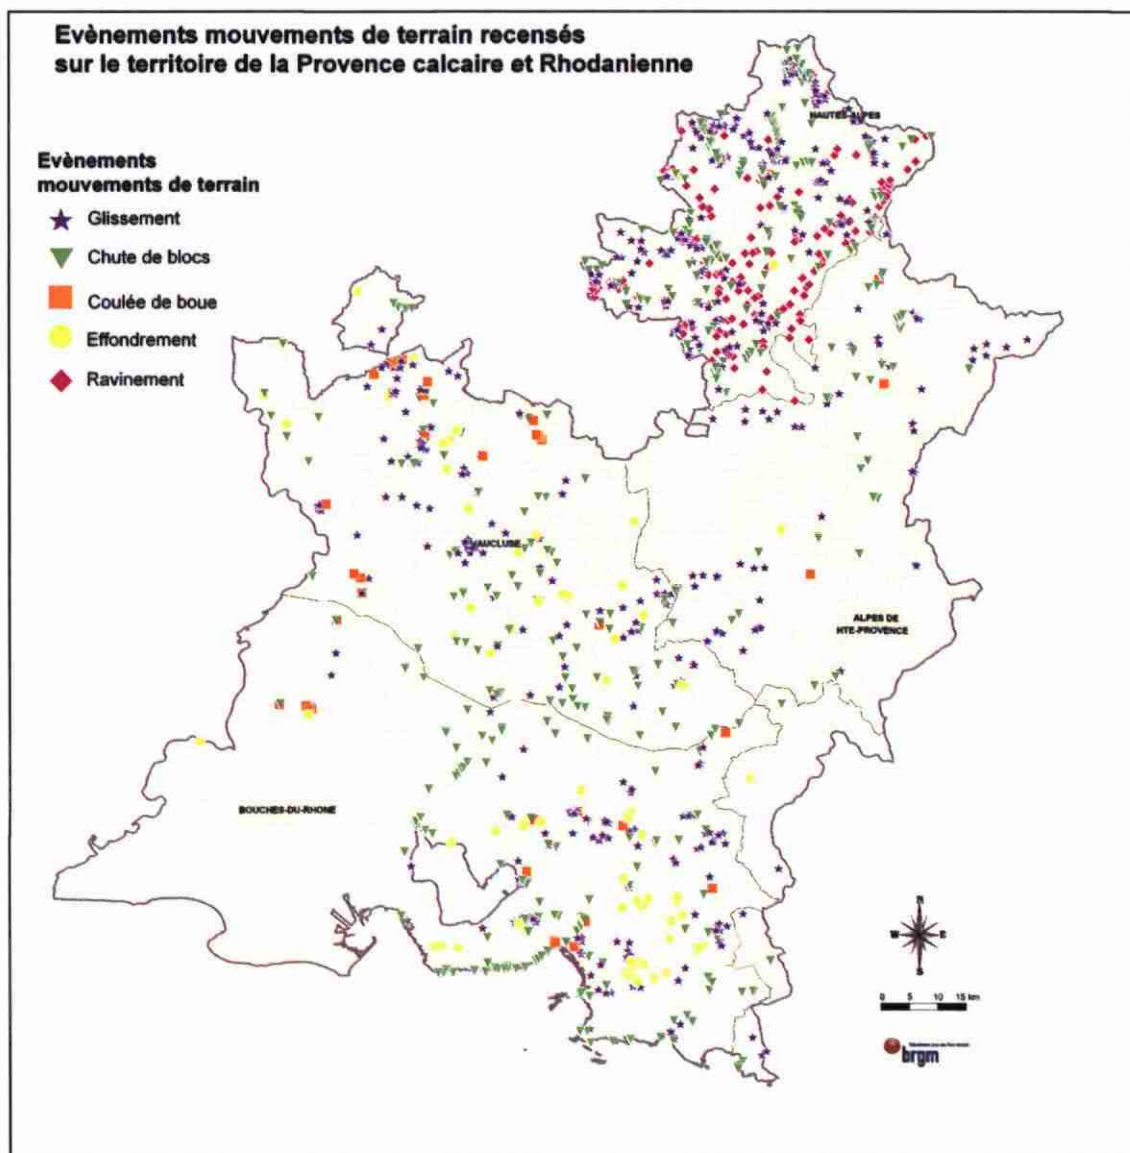 Evènements mouvements de terrain recensés
sur le territoire de la Provence calcaire et Rhodanienne
Evènements
mouvements de terrain
Glissement
Chute de blocs
Coulée de boue
Effondrement
Ravinement
HAUTES-ALPES
VAUCLUSE
ALPES DE
HTE-PROVENCE
BOUCHES-DU-RHONE
N
W E
S
0 5 10 15 km
brgm